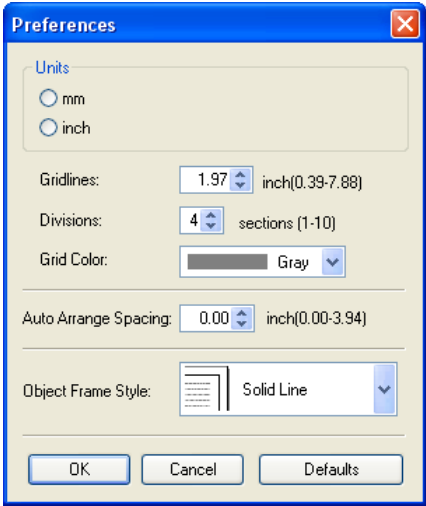 Preferences
Units
mm
inch
Gridlines: 1.97 inch(0.39-7.88)
Divisions: 4 sections (1-10)
Grid Color: Gray
Auto Arrange Spacing: 0.00 inch(0.00-3.94)
Object Frame Style: Solid Line
OK Cancel Defaults